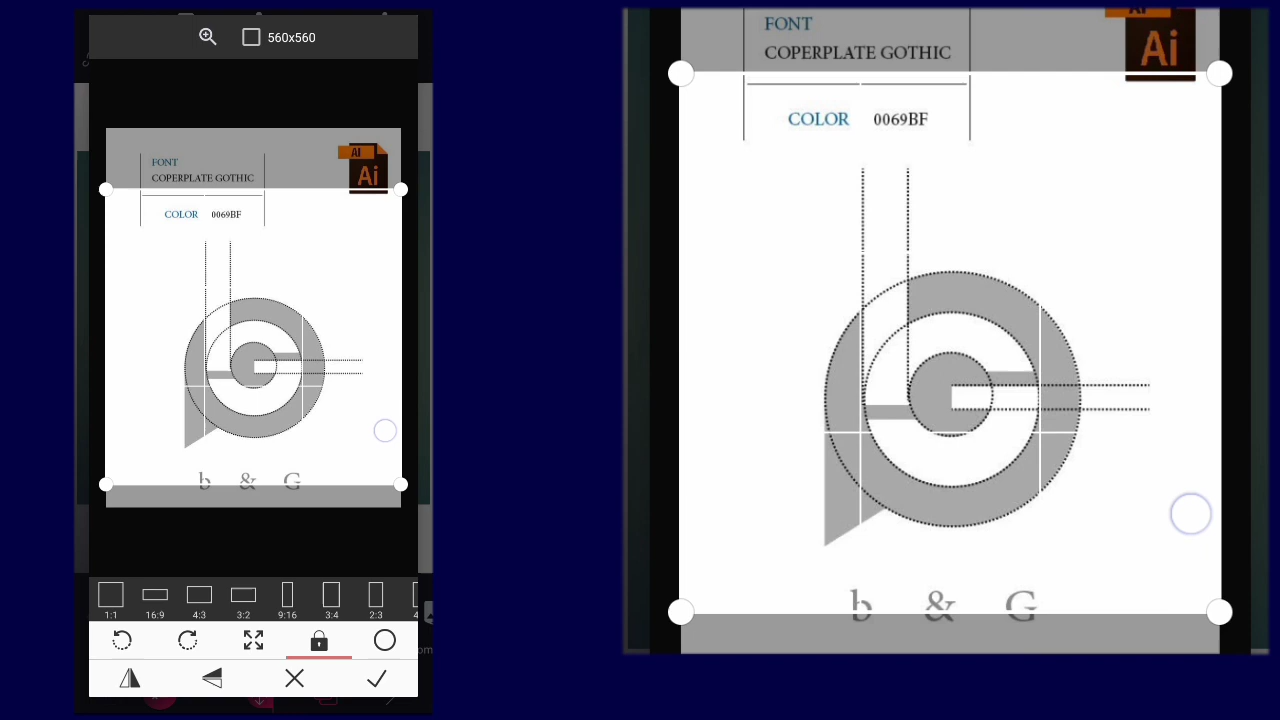 560x560
FONT
COPERPLATE GOTHIC
AI
Ai
COLOR 0069BF
b & G
1:1 16:9 4:3 3:2 9:16 3:4 2:3
FONT
COPERPLATE GOTHIC
Ai
COLOR 0069BF
b & G